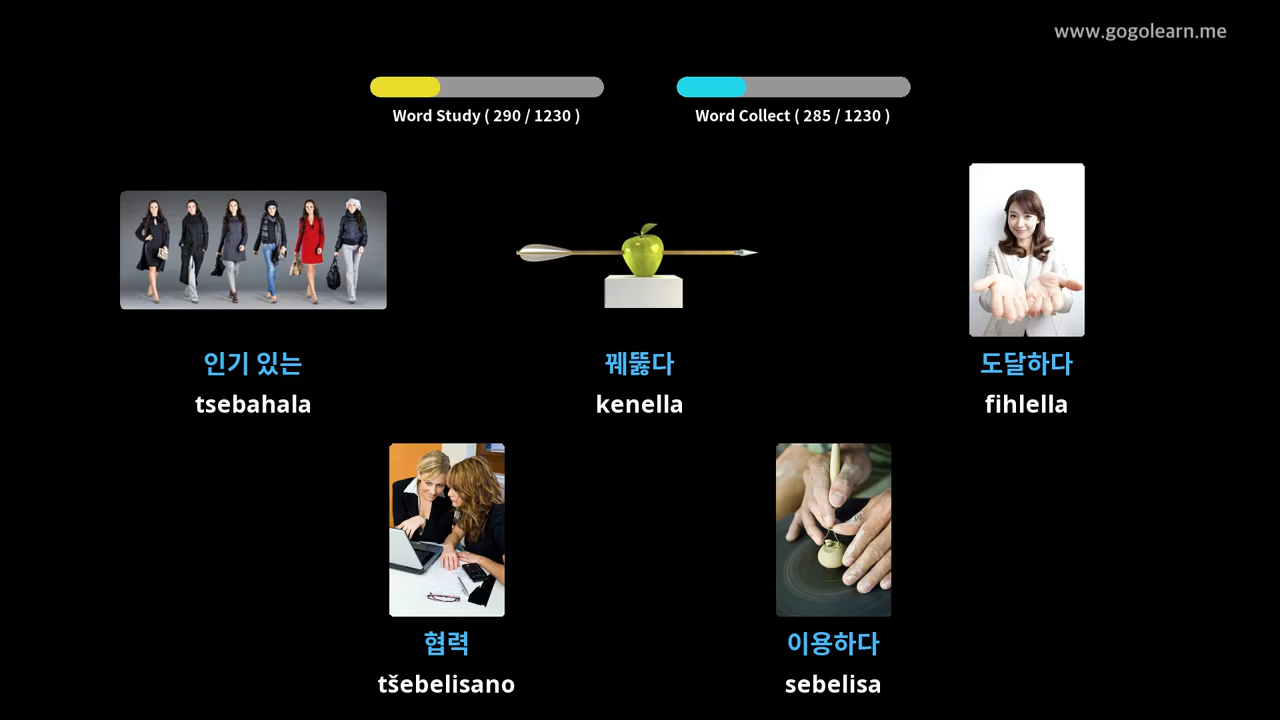 www.gogolearn.me
Word Study ( 290 / 1230 )
Word Collect ( 285 / 1230 )
인기 있는
꿰뚫다
도달하다
tsebahala
kenella
fihlella
협력
이용하다
tšebelisano
sebelisa